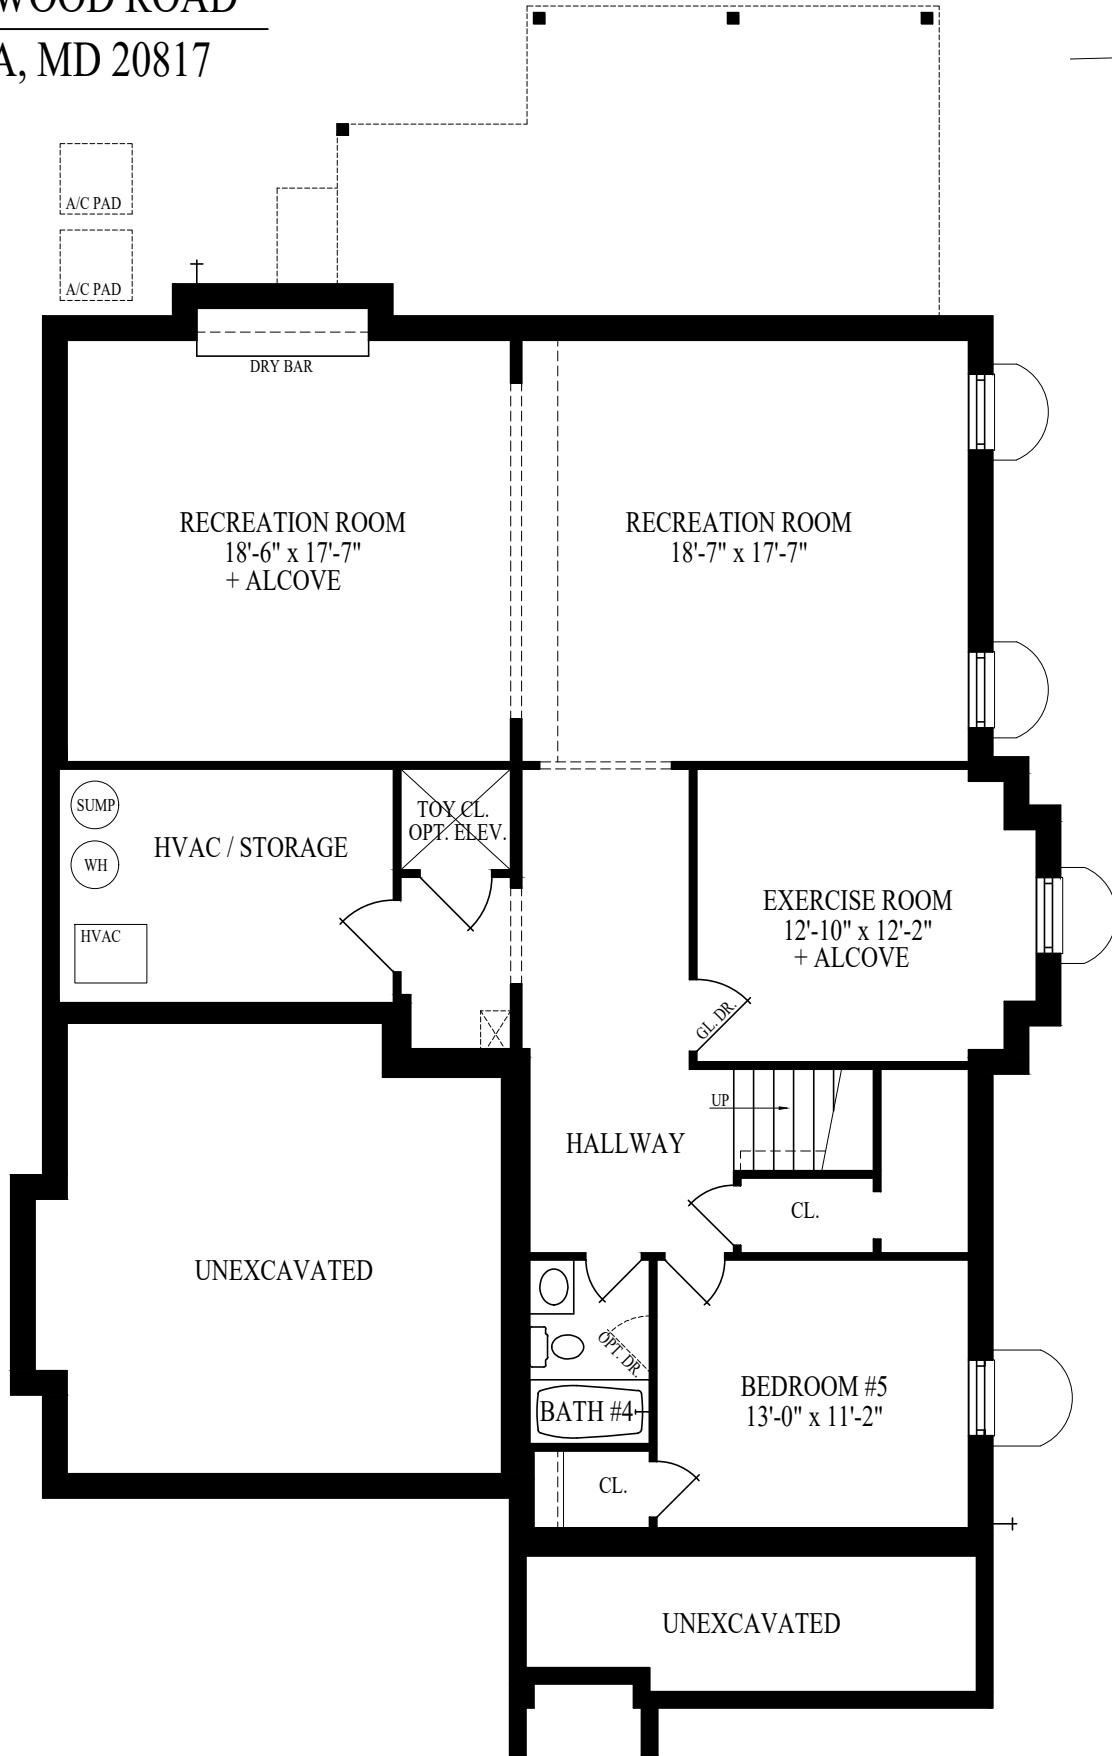 WOOD ROAD
A, MD 20817
A/C PAD
A/C PAD
DRY BAR
RECREATION ROOM
18'-6" x 17'-7"
+ ALCOVE
RECREATION ROOM
18'-7" x 17'-7"
SUMP
WH
HVAC
HVAC / STORAGE
TOY CL.
OPT. ELEV.
EXERCISE ROOM
12'-10" x 12'-2"
+ ALCOVE
GL. DR.
UP
HALLWAY
CL.
UNEXCAVATED
OPT. DR.
BATH #4
BEDROOM #5
13'-0" x 11'-2"
CL.
UNEXCAVATED